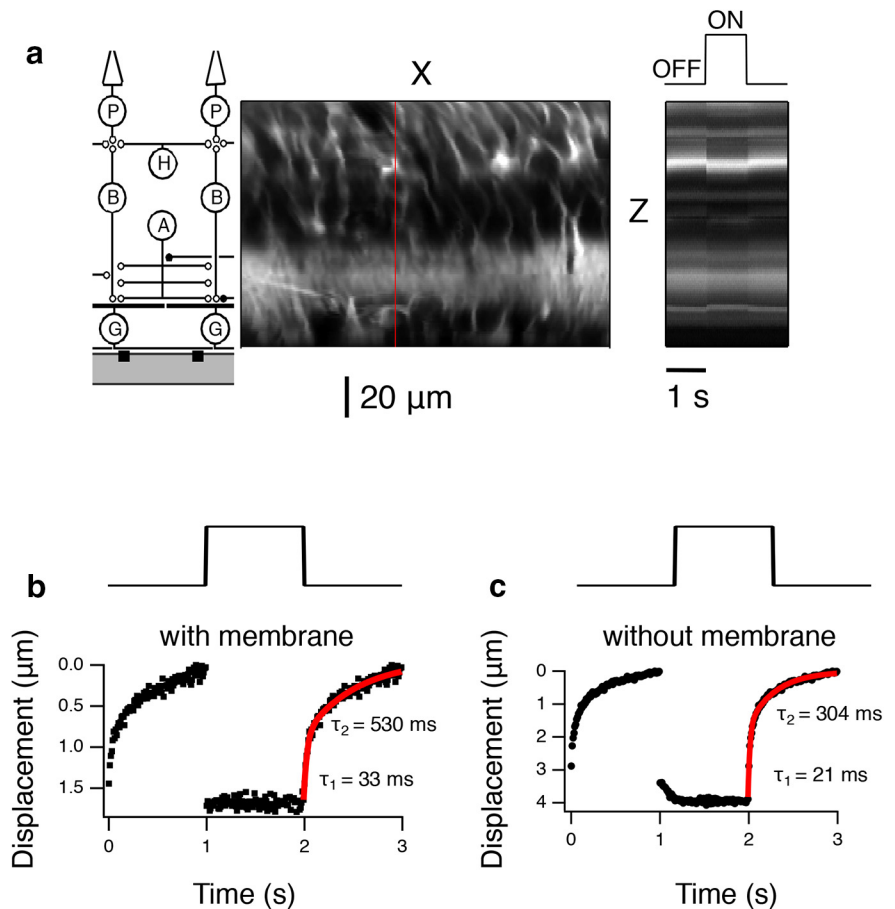 a
X
ON
OFF
P P
H
B B
A
G G
Z
20 μm
1 s
b
with membrane
Displacement (μm)
0.0
0.5
1.0
1.5
τ2 = 530 ms
τ1 = 33 ms
0 1 2 3
Time (s)
c
without membrane
Displacement (μm)
0
1
2
3
4
τ2 = 304 ms
τ1 = 21 ms
0 1 2 3
Time (s)